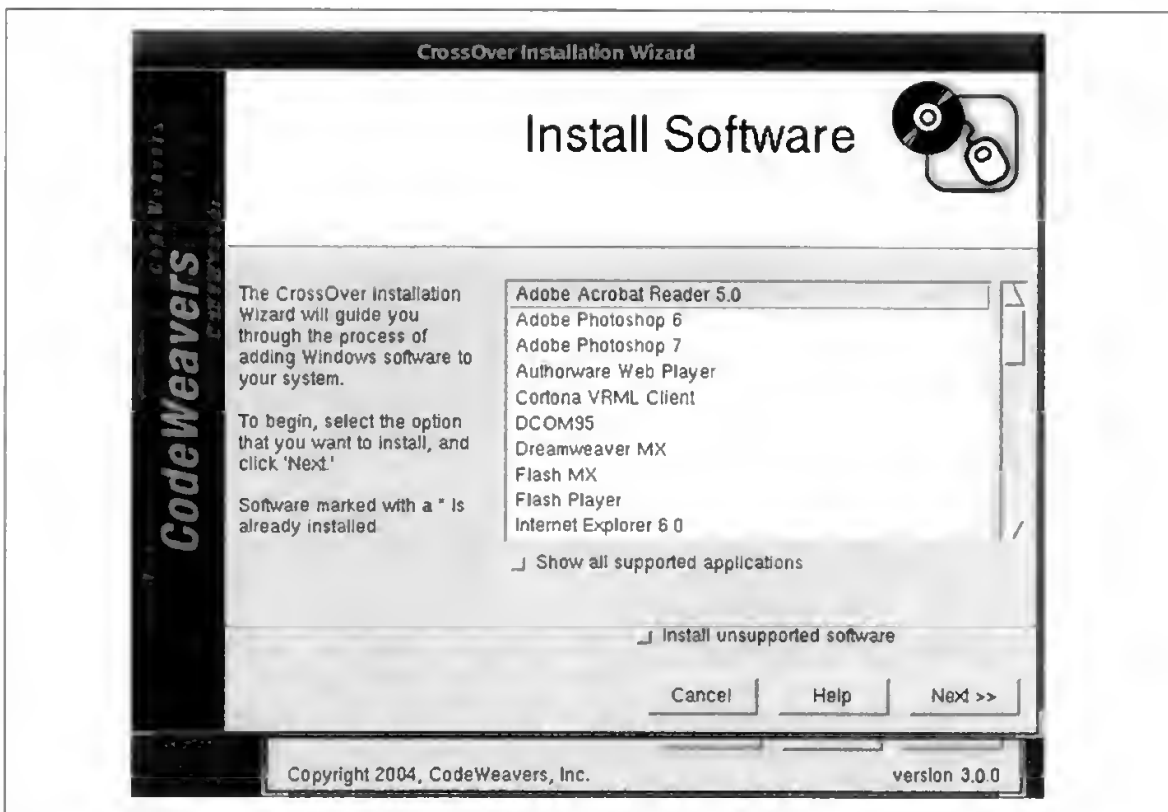 CrossOver Installation Wizard
Install Software
CodeWeavers
CodeWeavers
The CrossOver Installation
Wizard will guide you
through the process of
adding Windows software to
your system.
To begin, select the option
that you want to install, and
click 'Next.'
Software marked with a * is
already installed
Adobe Acrobat Reader 5.0
Adobe Photoshop 6
Adobe Photoshop 7
Authorware Web Player
Cortona VRML Client
DCOM95
Dreamweaver MX
Flash MX
Flash Player
Internet Explorer 6.0
Show all supported applications
Install unsupported software
Cancel
Help
Next >>
Copyright 2004, CodeWeavers, Inc.
version 3.0.0